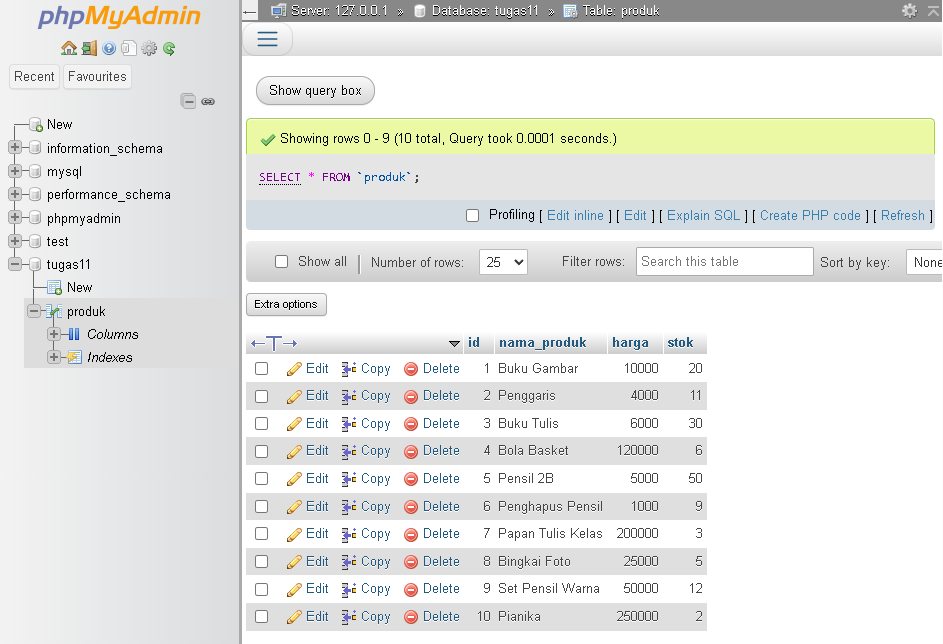 phpMyAdmin
Recent Favourites
New
information_schema
mysql
performance_schema
phpmyadmin
test
tugas11
New
produk
Columns
Indexes
Server: 127.0.0.1 » Database: tugas11 » Table: produk
Show query box
Showing rows 0 - 9 (10 total, Query took 0.0001 seconds.)
SELECT * FROM `produk`;
Profiling [ Edit inline ] [ Edit ] [ Explain SQL ] [ Create PHP code ] [ Refresh ]
Show all | Number of rows: 25 Filter rows: Search this table Sort by key: None
Extra options
←T→ id nama_produk harga stok
Edit Copy Delete 1 Buku Gambar 10000 20
Edit Copy Delete 2 Penggaris 4000 11
Edit Copy Delete 3 Buku Tulis 6000 30
Edit Copy Delete 4 Bola Basket 120000 6
Edit Copy Delete 5 Pensil 2B 5000 50
Edit Copy Delete 6 Penghapus Pensil 1000 9
Edit Copy Delete 7 Papan Tulis Kelas 200000 3
Edit Copy Delete 8 Bingkai Foto 25000 5
Edit Copy Delete 9 Set Pensil Warna 50000 12
Edit Copy Delete 10 Pianika 250000 2